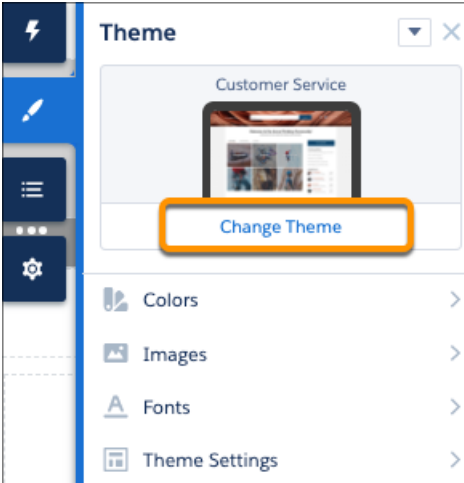 Theme
Customer Service
Change Theme
Colors
Images
Fonts
Theme Settings